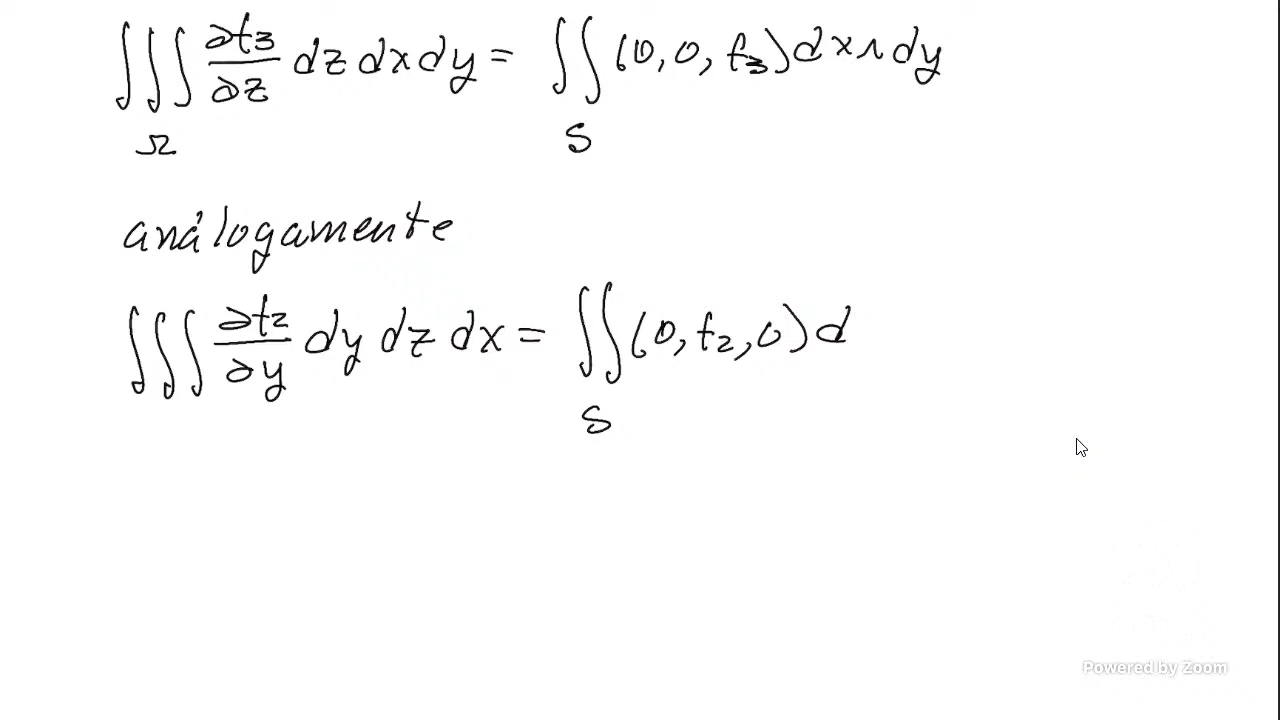 ∫∫∫ ∂f3/∂z dz dx dy = ∫∫ (0, 0, f3) dx ∧ dy
Ω S
análogamente
∫∫∫ ∂f2/∂y dy dz dx = ∫∫ (0, f2, 0) d
S
Powered by Zoom